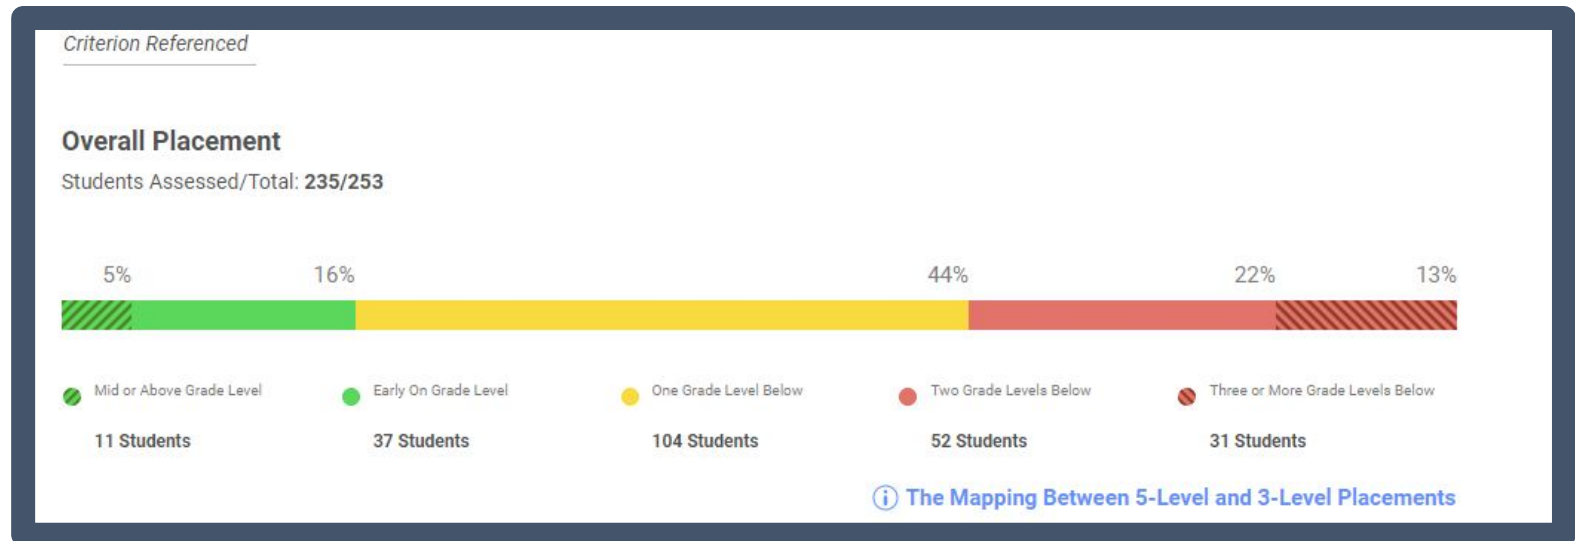 Criterion Referenced
Overall Placement
Students Assessed/Total: 235/253
5% 16% 44% 22% 13%
Mid or Above Grade Level Early On Grade Level One Grade Level Below Two Grade Levels Below Three or More Grade Levels Below
11 Students 37 Students 104 Students 52 Students 31 Students
The Mapping Between 5-Level and 3-Level Placements